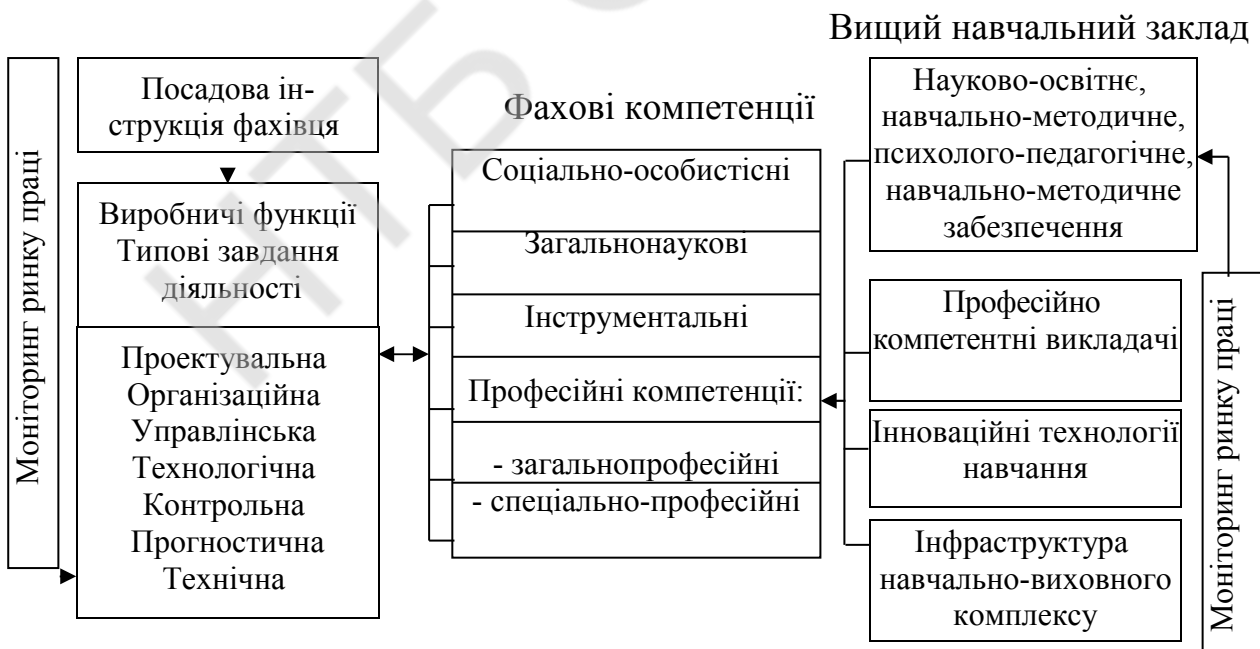 Вищий навчальний заклад
Моніторинг ринку праці
Посадова ін-
струкція фахівця
Виробничі функції
Типові завдання
діяльності
Проектувальна
Організаційна
Управлінська
Технологічна
Контрольна
Прогностична
Технічна
Фахові компетенції
Соціально-особистісні
Загальнонаукові
Інструментальні
Професійні компетенції:
- загальнопрофесійні
- спеціально-професійні
Науково-освітнє,
навчально-методичне,
психолого-педагогічне,
навчально-методичне
забезпечення
Професійно
компетентні викладачі
Інноваційні технології
навчання
Інфраструктура
навчально-виховного
комплексу
Моніторинг ринку праці
НТБ